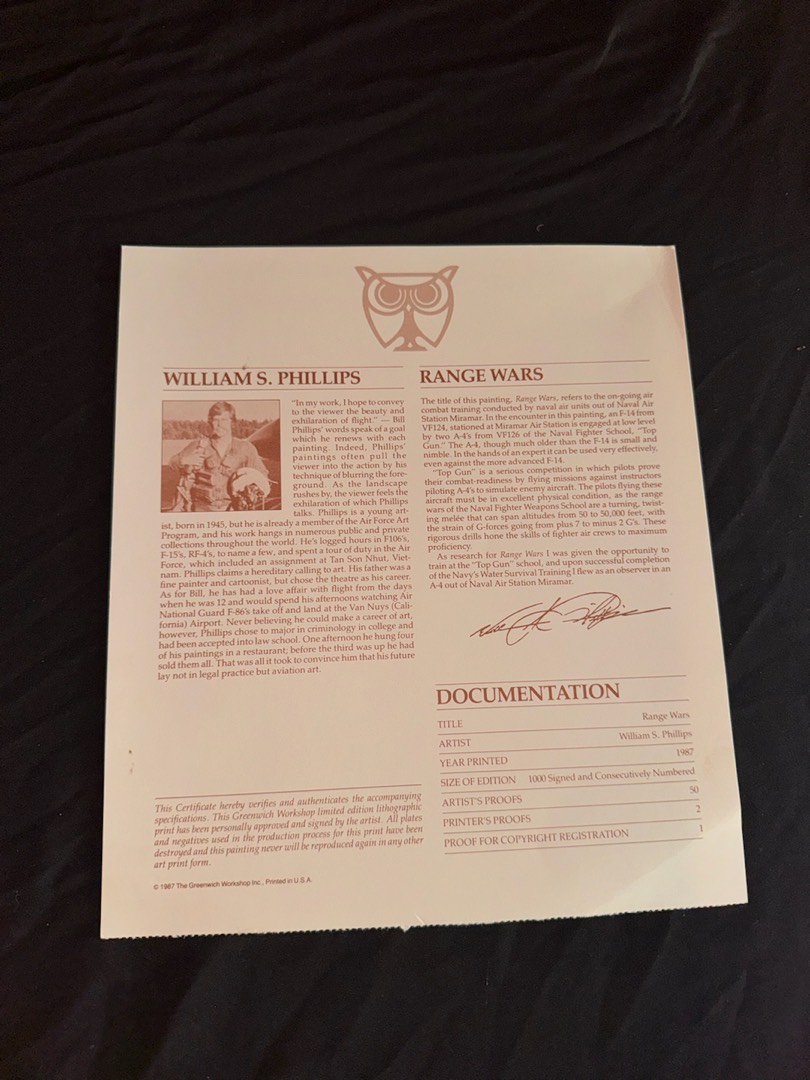 WILLIAM S. PHILLIPS
"In my work, I hope to convey
to the viewer the beauty and
exhilaration of flight." — Bill
Phillips' words speak of a goal
which he renews with each
painting. Indeed, Phillips'
paintings often pull the
viewer into the action by his
technique of blurring the fore-
ground. As the landscape
rushes by, the viewer feels the
exhilaration of which Phillips
talks. Phillips is a young art-
ist, born in 1945, but he is already a member of the Air Force Art
Program, and his work hangs in numerous public and private
collections throughout the world. He's logged hours in F106's,
F-15's, RF-4's, to name a few, and spent a tour of duty in the Air
Force, which included an assignment at Tan Son Nhut, Viet-
nam. Phillips claims a hereditary calling to art. His father was a
fine painter and cartoonist, but chose the theatre as his career.
As for Bill, he has had a love affair with flight from the days
when he was 12 and would spend his afternoons watching Air
National Guard F-86's take off and land at the Van Nuys (Cali-
fornia) Airport. Never believing he could make a career of art,
however, Phillips chose to major in criminology in college and
had been accepted into law school. One afternoon he hung four
of his paintings in a restaurant; before the third was up he had
sold them all. That was all it took to convince him that his future
lay not in legal practice but aviation art.
This Certificate hereby verifies and authenticates the accompanying
specifications. This Greenwich Workshop limited edition lithographic
print has been personally approved and signed by the artist. All plates
and negatives used in the production process for this print have been
destroyed and this painting never will be reproduced again in any other
art print form.
© 1987 The Greenwich Workshop Inc., Printed in U.S.A.
RANGE WARS
The title of this painting, Range Wars, refers to the on-going air
combat training conducted by naval air units out of Naval Air
Station Miramar. In the encounter in this painting, an F-14 from
VF124, stationed at Miramar Air Station is engaged at low level
by two A-4's from VF126 of the Naval Fighter School, "Top
Gun." The A-4, though much older than the F-14 is small and
nimble. In the hands of an expert it can be used very effectively,
even against the more advanced F-14.
"Top Gun" is a serious competition in which pilots prove
their combat-readiness by flying missions against instructors
piloting A-4's to simulate enemy aircraft. The pilots flying these
aircraft must be in excellent physical condition, as the range
wars of the Naval Fighter Weapons School are a turning, twist-
ing melée that can span altitudes from 50 to 50,000 feet, with
the strain of G-forces going from plus 7 to minus 2 G's. These
rigorous drills hone the skills of fighter air crews to maximum
proficiency.
As research for Range Wars I was given the opportunity to
train at the "Top Gun" school, and upon successful completion
of the Navy's Water Survival Training I flew as an observer in an
A-4 out of Naval Air Station Miramar.
DOCUMENTATION
TITLE Range Wars
ARTIST William S. Phillips
YEAR PRINTED 1987
SIZE OF EDITION 1000 Signed and Consecutively Numbered
ARTIST'S PROOFS 50
PRINTER'S PROOFS 2
PROOF FOR COPYRIGHT REGISTRATION 1